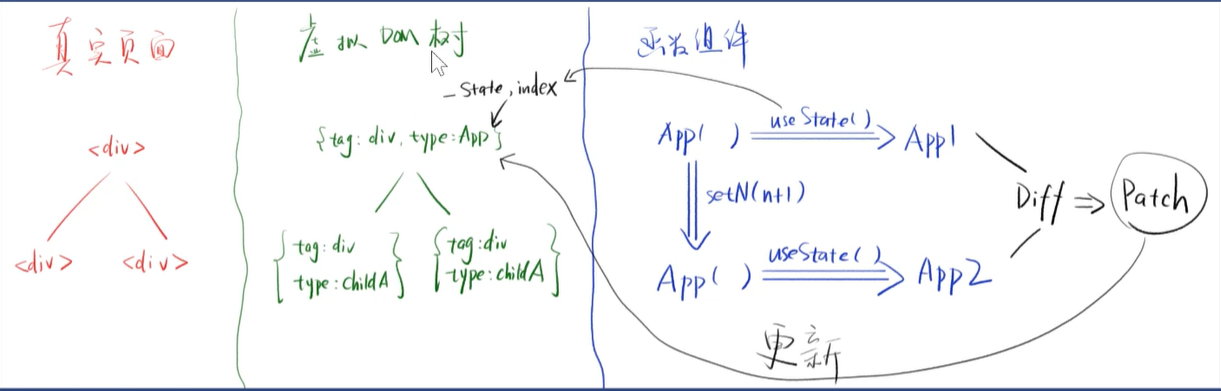 真实页面
<div>
<div> <div>
虚拟 DOM 树
_state, index
{tag: div, type: App}
{tag: div
type: childA}
{tag: div
type: childA}
函数组件
App( ) useState() App1
setN(n+1)
App( ) useState() App2
Diff ⇒ Patch
更新